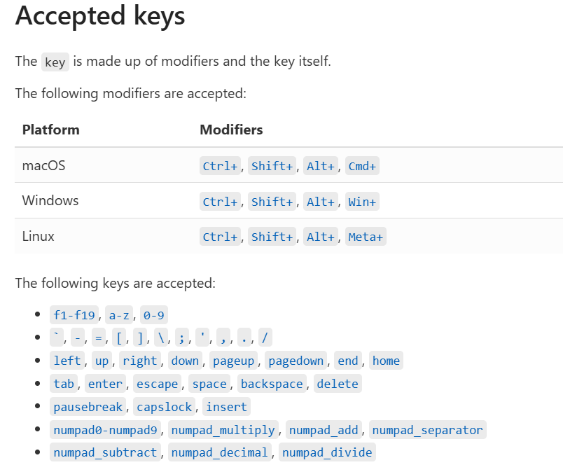 Accepted keys
The key is made up of modifiers and the key itself.
The following modifiers are accepted:
Platform Modifiers
macOS Ctrl+, Shift+, Alt+, Cmd+
Windows Ctrl+, Shift+, Alt+, Win+
Linux Ctrl+, Shift+, Alt+, Meta+
The following keys are accepted:
• f1-f19, a-z, 0-9
• `, -, =, [, ], \, ;, ', ,, ., /
• left, up, right, down, pageup, pagedown, end, home
• tab, enter, escape, space, backspace, delete
• pausebreak, capslock, insert
• numpad0-numpad9, numpad_multiply, numpad_add, numpad_separator
• numpad_subtract, numpad_decimal, numpad_divide